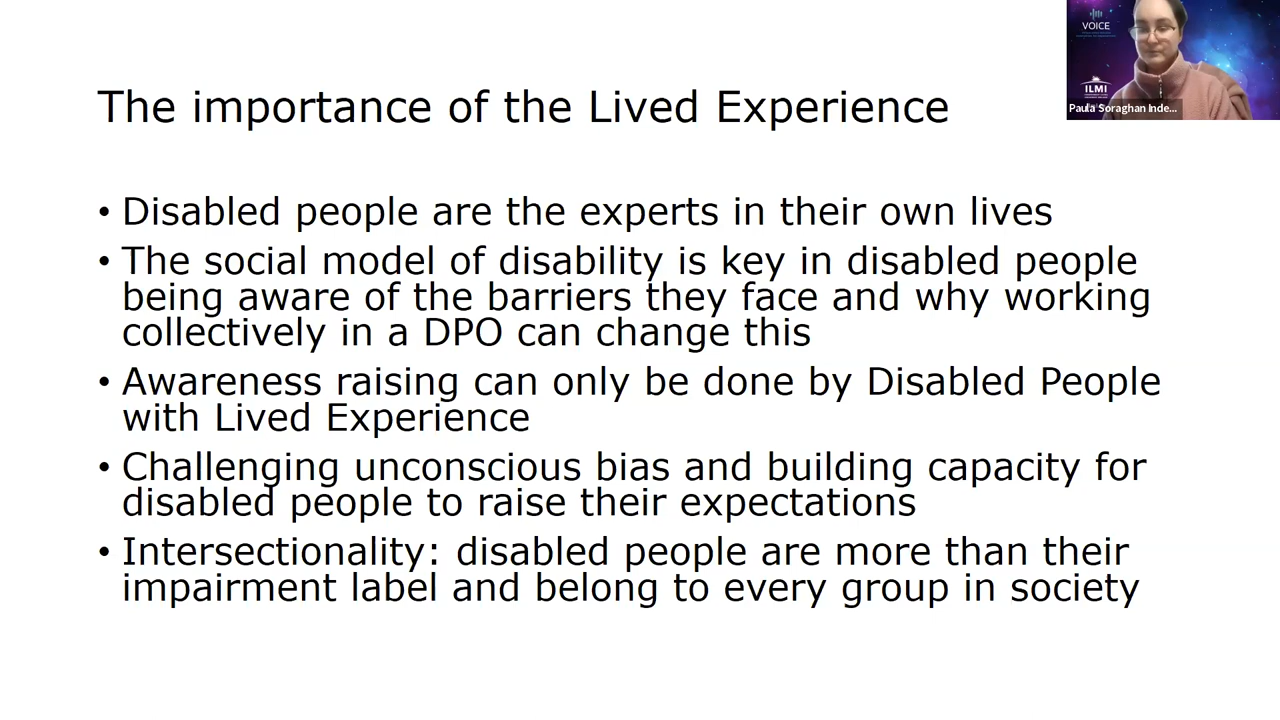 The importance of the Lived Experience
• Disabled people are the experts in their own lives
• The social model of disability is key in disabled people
being aware of the barriers they face and why working
collectively in a DPO can change this
• Awareness raising can only be done by Disabled People
with Lived Experience
• Challenging unconscious bias and building capacity for
disabled people to raise their expectations
• Intersectionality: disabled people are more than their
impairment label and belong to every group in society
VOICE
ILMI
Paula Soraghan Inde...